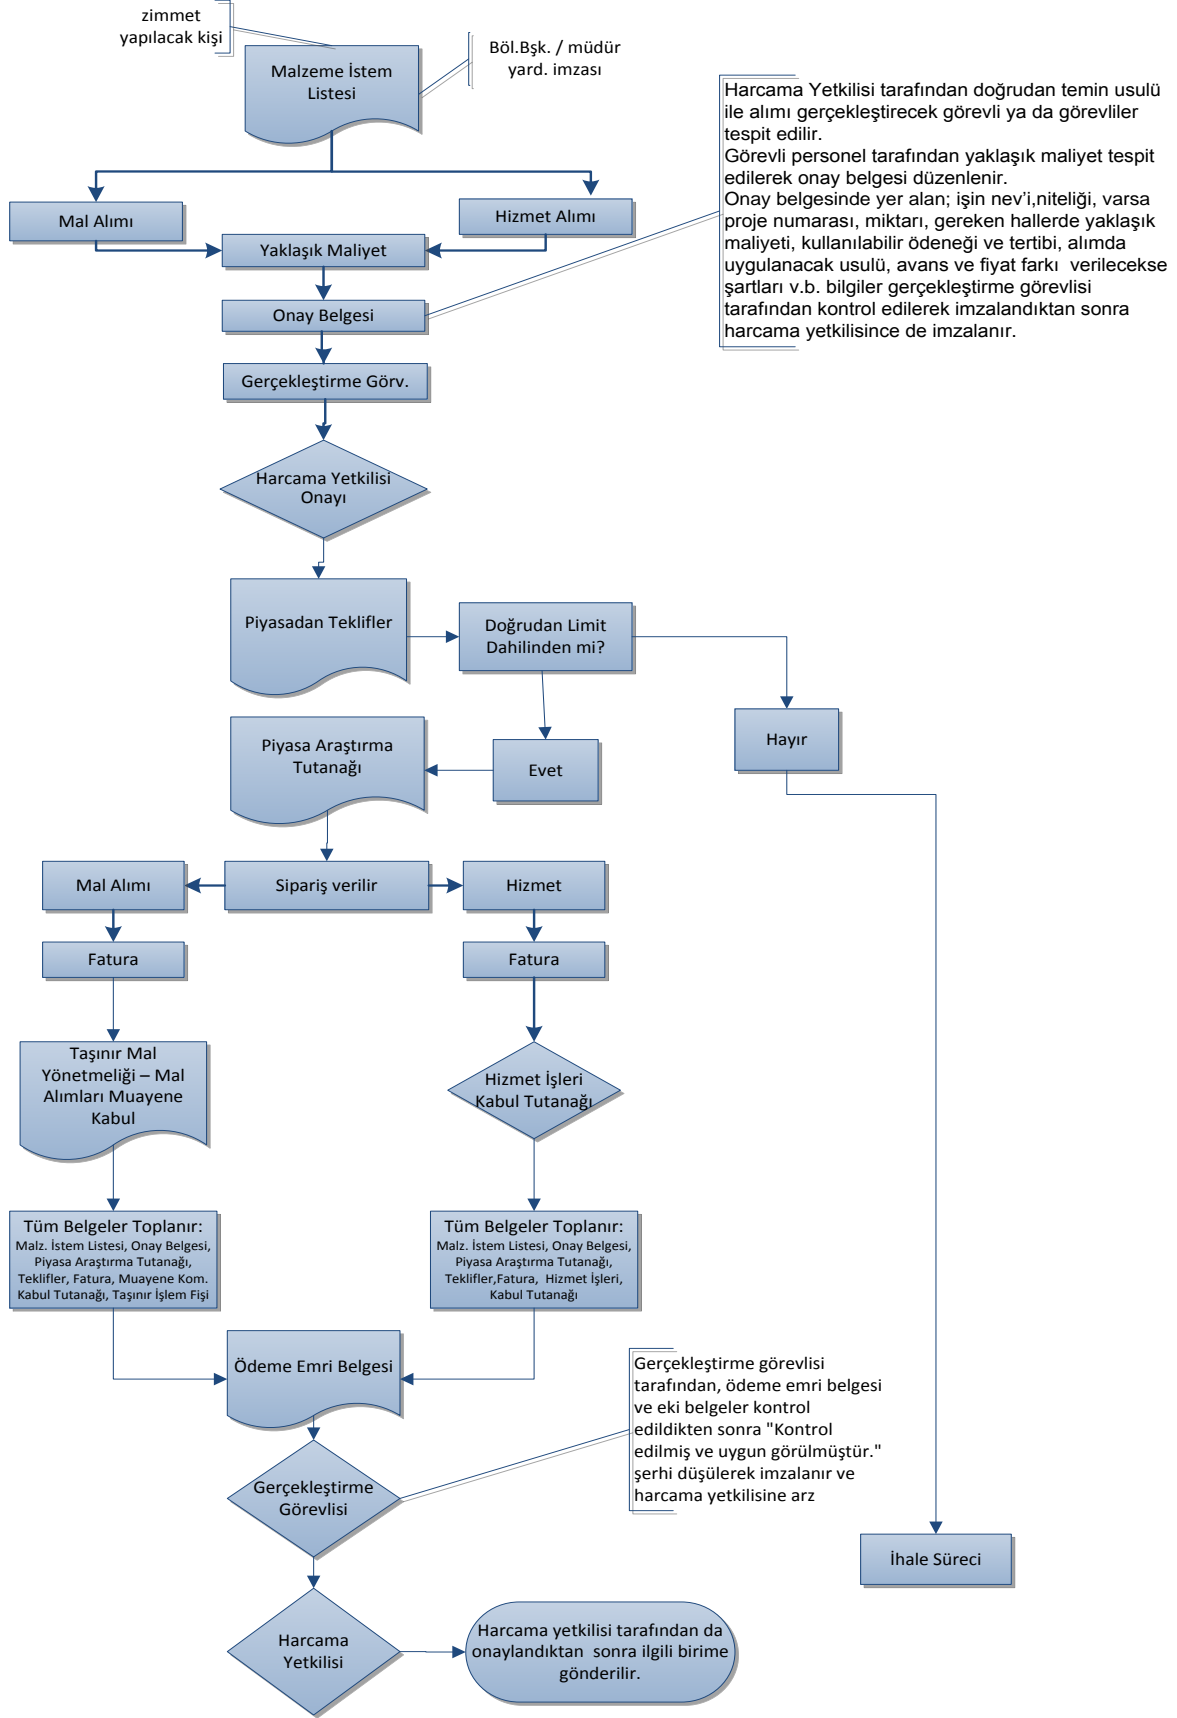 zimmet
yapılacak kişi
Malzeme İstem
Listesi
Böl.Bşk. / müdür
yard. imzası
Harcama Yetkilisi tarafından doğrudan temin usulü
ile alımı gerçekleştirecek görevli ya da görevliler
tespit edilir.
Görevli personel tarafından yaklaşık maliyet tespit
edilerek onay belgesi düzenlenir.
Onay belgesinde yer alan; işin nev’i,niteliği, varsa
proje numarası, miktarı, gereken hallerde yaklaşık
maliyeti, kullanılabilir ödeneği ve tertibi, alımda
uygulanacak usulü, avans ve fiyat farkı verilecekse
şartları v.b. bilgiler gerçekleştirme görevlisi
tarafından kontrol edilerek imzalandıktan sonra
harcama yetkilisince de imzalanır.
Mal Alımı
Hizmet Alımı
Yaklaşık Maliyet
Onay Belgesi
Gerçekleştirme Görv.
Harcama Yetkilisi
Onayı
Piyasadan Teklifler
Doğrudan Limit
Dahilinden mi?
Hayır
Piyasa Araştırma
Tutanağı
Evet
Mal Alımı
Sipariş verilir
Hizmet
Fatura
Fatura
Taşınır Mal
Yönetmeliği – Mal
Alımları Muayene
Kabul
Hizmet İşleri
Kabul Tutanağı
Tüm Belgeler Toplanır:
Malz. İstem Listesi, Onay Belgesi,
Piyasa Araştırma Tutanağı,
Teklifler, Fatura, Muayene Kom.
Kabul Tutanağı, Taşınır İşlem Fişi
Tüm Belgeler Toplanır:
Malz. İstem Listesi, Onay Belgesi,
Piyasa Araştırma Tutanağı,
Teklifler,Fatura, Hizmet İşleri,
Kabul Tutanağı
Ödeme Emri Belgesi
Gerçekleştirme görevlisi
tarafından, ödeme emri belgesi
ve eki belgeler kontrol
edildikten sonra "Kontrol
edilmiş ve uygun görülmüştür."
şerhi düşülerek imzalanır ve
harcama yetkilisine arz
Gerçekleştirme
Görevlisi
İhale Süreci
Harcama
Yetkilisi
Harcama yetkilisi tarafından da
onaylandıktan sonra ilgili birime
gönderilir.